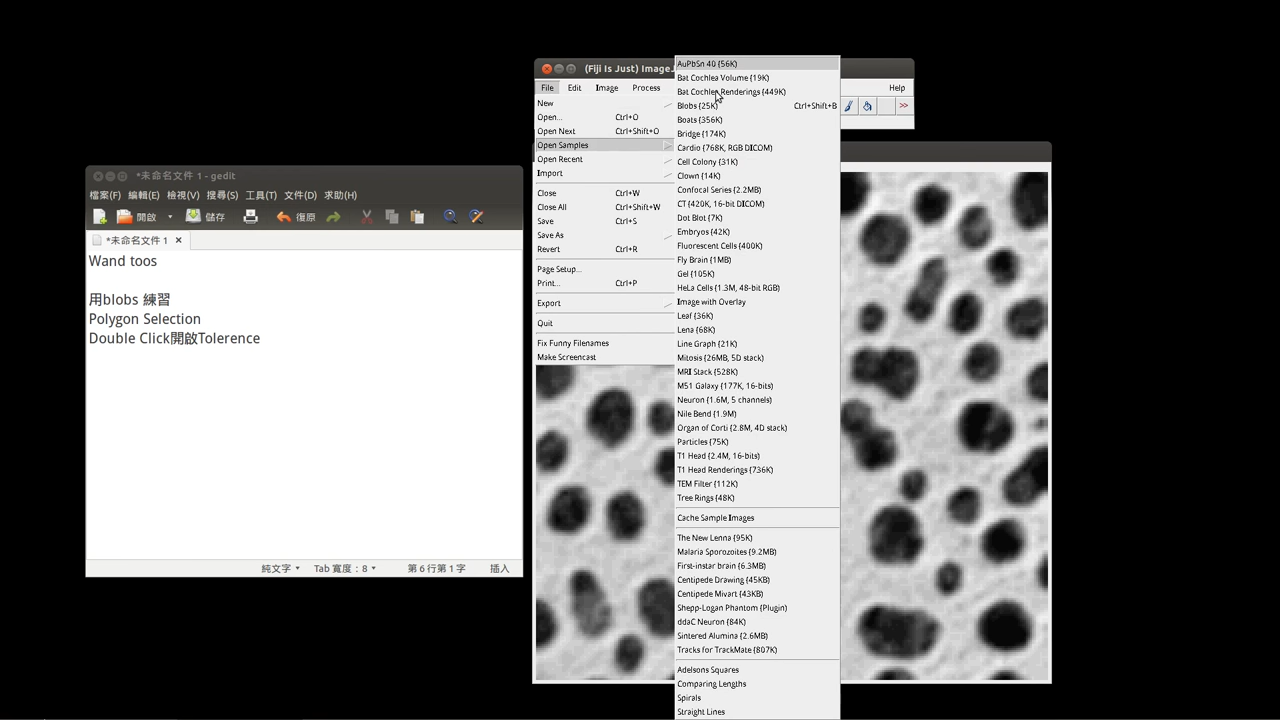 *未命名文件 1 - gedit
檔案(F) 編輯(E) 檢視(V) 搜尋(S) 工具(T) 文件(D) 求助(H)
開啟 儲存 復原
*未命名文件 1
Wand toos
用blobs 練習
Polygon Selection
Double Click開啟Tolerence
純文字 Tab 寬度：8 第 6 行第 1 字 插入
(Fiji Is Just) Image.
File Edit Image Process Help
>>
New
Open... Ctrl+O
Open Next Ctrl+Shift+O
Open Samples
Open Recent
Import
Close Ctrl+W
Close All Ctrl+Shift+W
Save Ctrl+S
Save As
Revert Ctrl+R
Page Setup...
Print... Ctrl+P
Export
Quit
Fix Funny Filenames
Make Screencast
AuPbSn 40 (56K)
Bat Cochlea Volume (19K)
Bat Cochlea Renderings (449K)
Blobs (25K) Ctrl+Shift+B
Boats (356K)
Bridge (174K)
Cardio (768K, RGB DICOM)
Cell Colony (31K)
Clown (14K)
Confocal Series (2.2MB)
CT (420K, 16-bit DICOM)
Dot Blot (7K)
Embryos (42K)
Fluorescent Cells (400K)
Fly Brain (1MB)
Gel (105K)
HeLa Cells (1.3M, 48-bit RGB)
Image with Overlay
Leaf (36K)
Lena (68K)
Line Graph (21K)
Mitosis (26MB, 5D stack)
MRI Stack (528K)
M51 Galaxy (177K, 16-bits)
Neuron (1.6M, 5 channels)
Nile Bend (1.9M)
Organ of Corti (2.8M, 4D stack)
Particles (75K)
T1 Head (2.4M, 16-bits)
T1 Head Renderings (736K)
TEM Filter (112K)
Tree Rings (48K)
Cache Sample Images
The New Lenna (95K)
Malaria Sporozoites (9.2MB)
First-instar brain (6.3MB)
Centipede Drawing (45KB)
Centipede Mivart (43KB)
Shepp-Logan Phantom (Plugin)
ddaC Neuron (84K)
Sintered Alumina (2.6MB)
Tracks for TrackMate (807K)
Adelsons Squares
Comparing Lengths
Spirals
Straight Lines